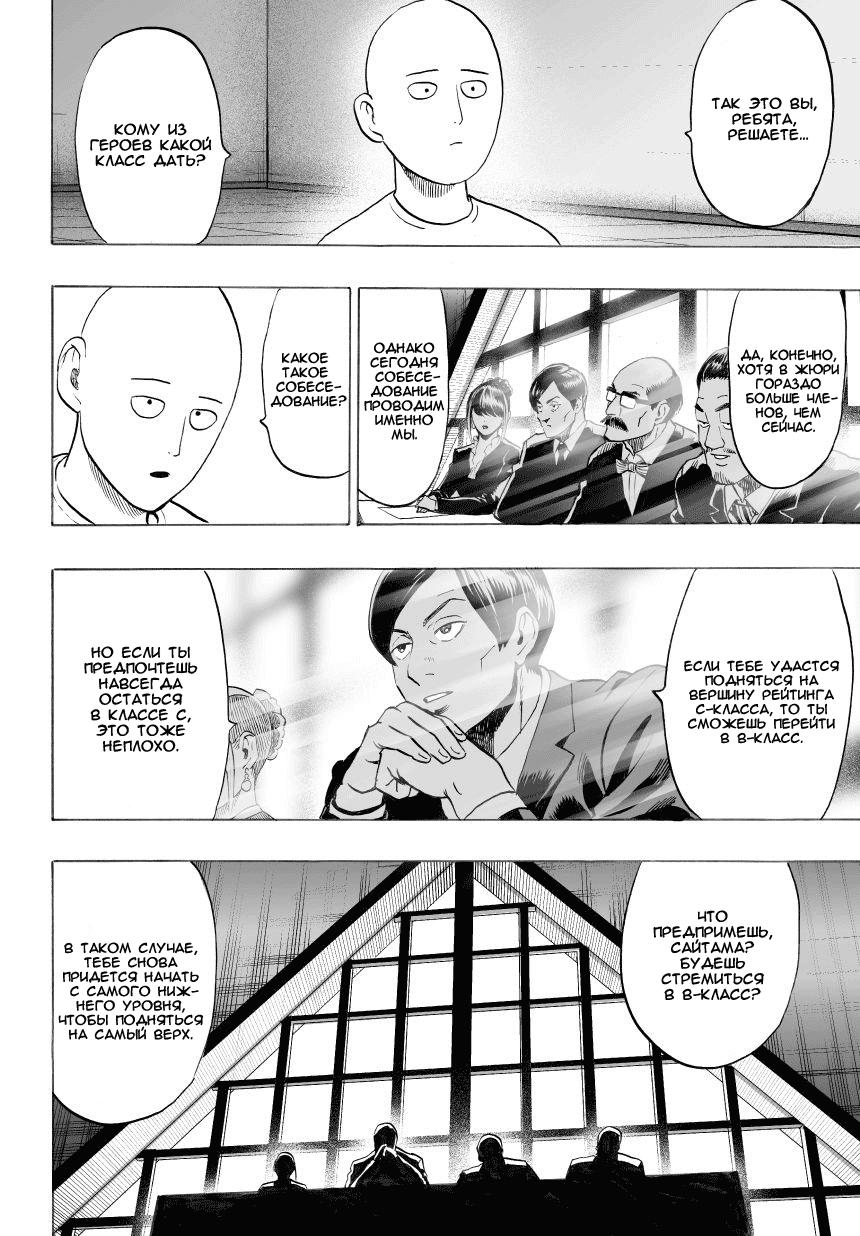 ТАК ЭТО ВЫ,
РЕБЯТА,
РЕШАЕТЕ...
КОМУ ИЗ
ГЕРОЕВ КАКОЙ
КЛАСС ДАТЬ?
ДА, КОНЕЧНО,
ХОТЯ В ЖЮРИ
ГОРАЗДО
БОЛЬШЕ ЧЛЕ-
НОВ, ЧЕМ
СЕЙЧАС.
ОДНАКО
СЕГОДНЯ
СОБЕСЕ-
ДОВАНИЕ
ПРОВОДИМ
ИМЕННО
МЫ.
КАКОЕ
ТАКОЕ
СОБЕСЕ-
ДОВАНИЕ?
ЕСЛИ ТЕБЕ УДАСТСЯ
ПОДНЯТЬСЯ НА
ВЕРШИНУ РЕЙТИНГА
С-КЛАССА, ТО ТЫ
СМОЖЕШЬ ПЕРЕЙТИ
В B-КЛАСС.
НО ЕСЛИ ТЫ
ПРЕДПОЧТЕШЬ
НАВСЕГДА
ОСТАТЬСЯ
В КЛАССЕ С,
ЭТО ТОЖЕ
НЕПЛОХО.
ЧТО
ПРЕДПРИМЕШЬ,
САЙТАМА?
БУДЕШЬ
СТРЕМИТЬСЯ
В B-КЛАСС?
В ТАКОМ СЛУЧАЕ,
ТЕБЕ СНОВА
ПРИДЕТСЯ НАЧАТЬ
С САМОГО НИЖ-
НЕГО УРОВНЯ,
ЧТОБЫ ПОДНЯТЬСЯ
НА САМЫЙ ВЕРХ.